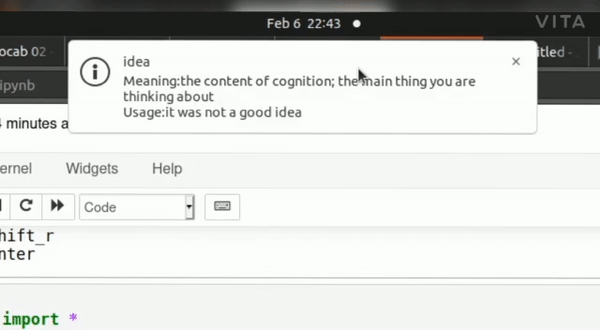 Feb 6 22:43
VITA
ocab 02
itled -
ipynb
idea
Meaning:the content of cognition; the main thing you are
thinking about
Usage:it was not a good idea
4 minutes a
ernel Widgets Help
Code
hift_r
nter
import *